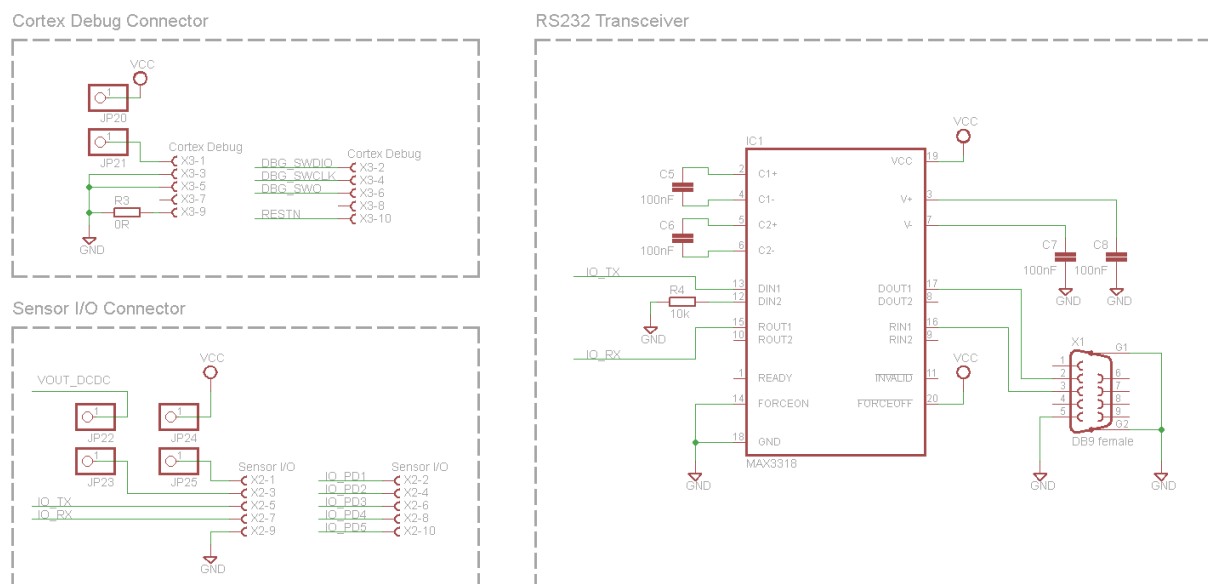 Cortex Debug Connector
VCC
1
JP20
1
JP21
Cortex Debug
X3-1
X3-3
X3-5
X3-7
X3-9
R3
0R
GND
Cortex Debug
DBG_SWDIO X3-2
DBG_SWCLK X3-4
DBG_SWO X3-6
X3-8
RESTN X3-10
Sensor I/O Connector
VCC
VOUT_DCDC
1 1
JP22 JP24
1 1
JP23 JP25
Sensor I/O
X2-1
X2-3
IO_TX X2-5
IO_RX X2-7
X2-9
GND
Sensor I/O
IO_PD1 X2-2
IO_PD2 X2-4
IO_PD3 X2-6
IO_PD4 X2-8
IO_PD5 X2-10
RS232 Transceiver
VCC
IC1
VCC 19
C5 2 C1+
100nF 4 C1-
V+ 3
C6 5 C2+
V- 7
100nF 6 C2-
C7 C8
100nF 100nF
GND GND
IO_TX
13 DIN1 DOUT1 17
R4 12 DIN2 DOUT2 8
10k
GND
15 ROUT1 RIN1 16
10 ROUT2 RIN2 9
IO_RX
VCC
1 READY INVALID 11
14 FORCEON FORCEOFF 20
18 GND
MAX3318
GND
X1
G1
1
2
3
4
5
6
7
8
9
G2
DB9 female
GND GND